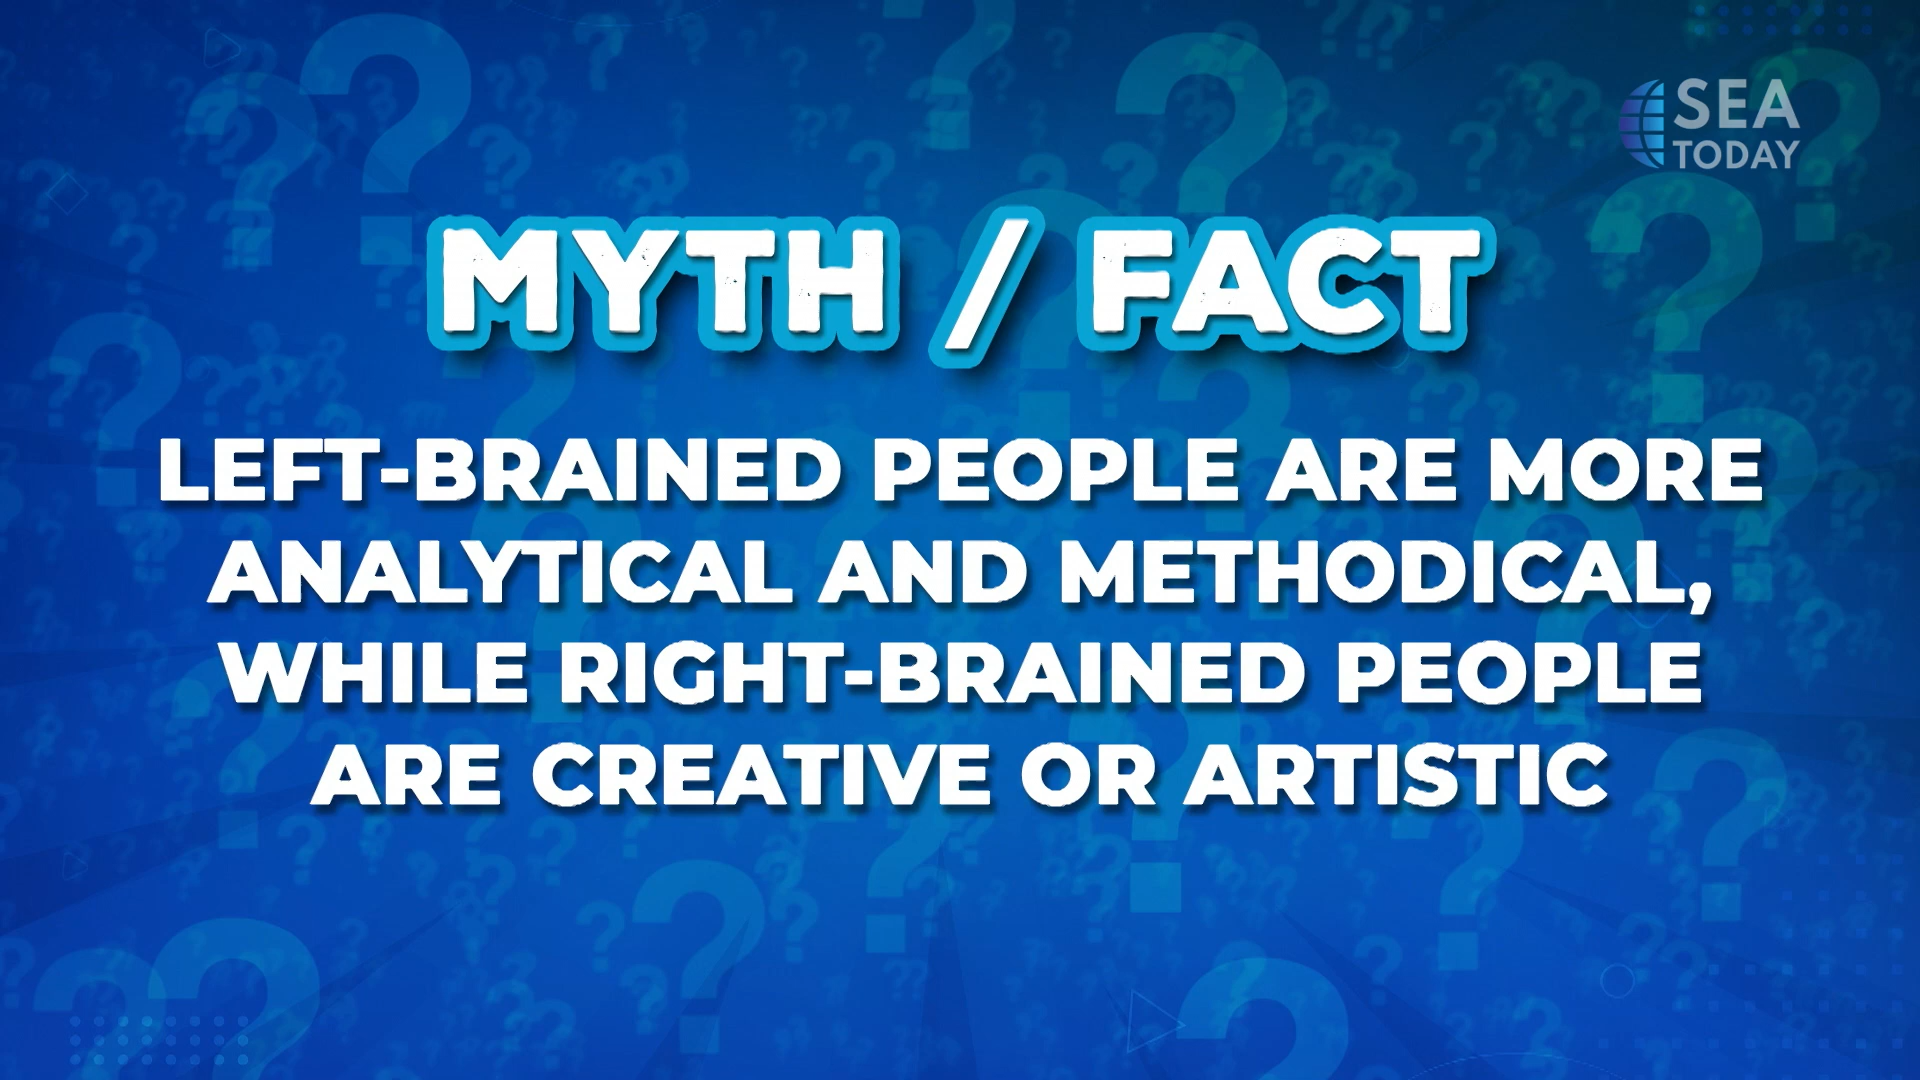 SEA
TODAY
MYTH / FACT
LEFT-BRAINED PEOPLE ARE MORE
ANALYTICAL AND METHODICAL,
WHILE RIGHT-BRAINED PEOPLE
ARE CREATIVE OR ARTISTIC